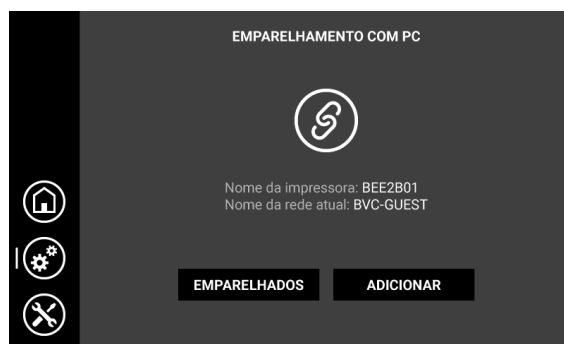 EMPARELHAMENTO COM PC
Nome da impressora: BEE2B01
Nome da rede atual: BVC-GUEST
EMPARELHADOS ADICIONAR